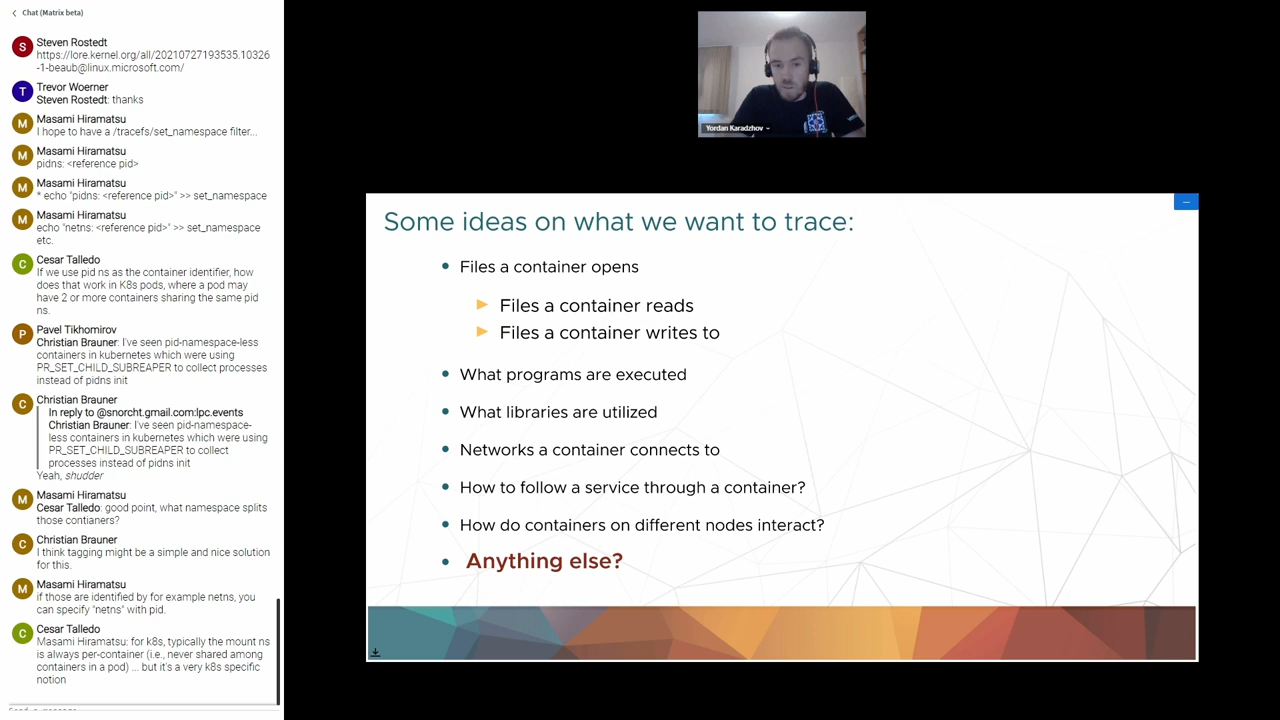 Chat (Matrix beta)
S
Steven Rostedt
https://lore.kernel.org/all/20210727193535.10326
-1-beaub@linux.microsoft.com/
T
Trevor Woerner
Steven Rostedt: thanks
M
Masami Hiramatsu
I hope to have a /tracefs/set_namespace filter...
M
Masami Hiramatsu
pidns: <reference pid>
M
Masami Hiramatsu
* echo "pidns: <reference pid>" >> set_namespace
M
Masami Hiramatsu
echo "netns: <reference pid>" >> set_namespace
etc.
C
Cesar Talledo
If we use pid ns as the container identifier, how
does that work in K8s pods, where a pod may
have 2 or more containers sharing the same pid
ns.
P
Pavel Tikhomirov
Christian Brauner: I've seen pid-namespace-less
containers in kubernetes which were using
PR_SET_CHILD_SUBREAPER to collect processes
instead of pidns init
C
Christian Brauner
In reply to @snorcht.gmail.com:lpc.events
Christian Brauner: I've seen pid-namespace-
less containers in kubernetes which were using
PR_SET_CHILD_SUBREAPER to collect
processes instead of pidns init
Yeah, shudder
M
Masami Hiramatsu
Cesar Talledo: good point, what namespace splits
those contianers?
C
Christian Brauner
I think tagging might be a simple and nice solution
for this.
M
Masami Hiramatsu
if those are identified by for example netns, you
can specify "netns" with pid.
C
Cesar Talledo
Masami Hiramatsu: for k8s, typically the mount ns
is always per-container (i.e., never shared among
containers in a pod) ... but it's a very k8s specific
notion
Yordan Karadzhov
Some ideas on what we want to trace:
Files a container opens
Files a container reads
Files a container writes to
What programs are executed
What libraries are utilized
Networks a container connects to
How to follow a service through a container?
How do containers on different nodes interact?
Anything else?